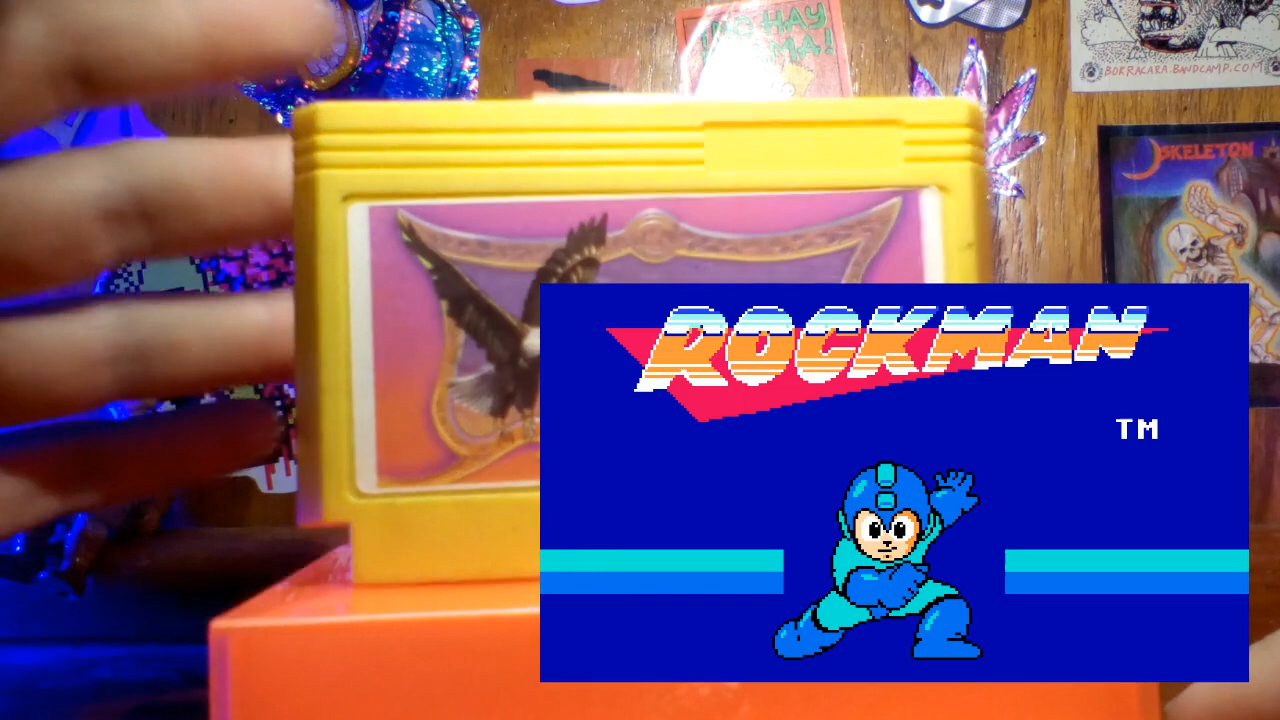 ¡NO HAY
BORRACARA.BANDCAMP.COM
SKELETON
ROCKMAN
TM